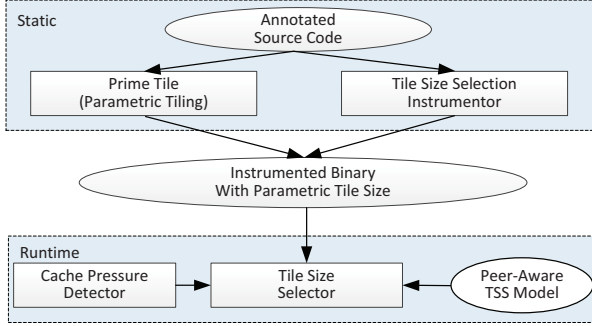 Static
Annotated
Source Code
Prime Tile
(Parametric Tiling)
Tile Size Selection
Instrumentor
Instrumented Binary
With Parametric Tile Size
Runtime
Cache Pressure
Detector
Tile Size
Selector
Peer-Aware
TSS Model